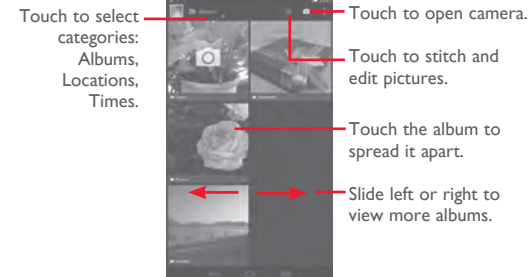 Touch to select
categories:
Albums,
Locations,
Times.
Touch to open camera.
Touch to stitch and
edit pictures.
Touch the album to
spread it apart.
Slide left or right to
view more albums.